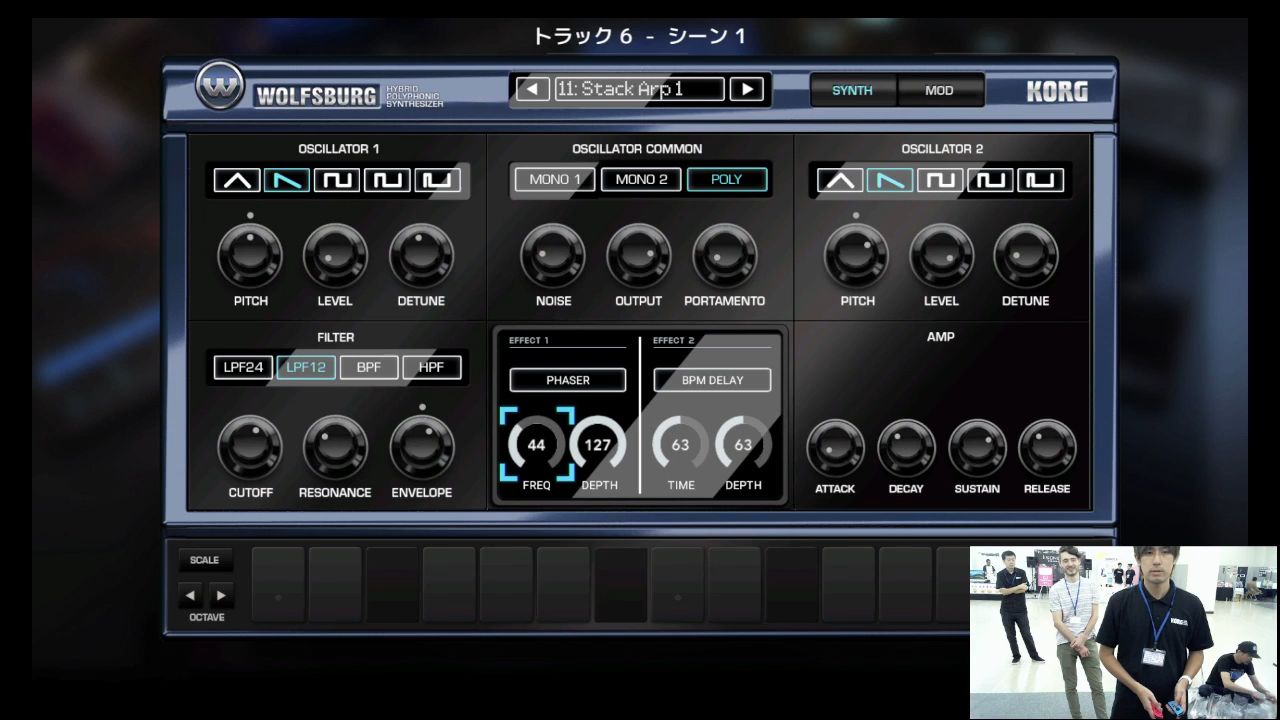 トラック 6 - シーン 1
WOLFSBURG
HYBRID
POLYPHONIC
SYNTHESIZER
11: Stack Arp 1
SYNTH
MOD
KORG
OSCILLATOR 1
PITCH
LEVEL
DETUNE
OSCILLATOR COMMON
MONO 1
MONO 2
POLY
NOISE
OUTPUT
PORTAMENTO
OSCILLATOR 2
PITCH
LEVEL
DETUNE
FILTER
LPF24
LPF12
BPF
HPF
CUTOFF
RESONANCE
ENVELOPE
EFFECT 1
PHASER
44
127
FREQ
DEPTH
EFFECT 2
BPM DELAY
63
63
TIME
DEPTH
AMP
ATTACK
DECAY
SUSTAIN
RELEASE
SCALE
OCTAVE
KORG